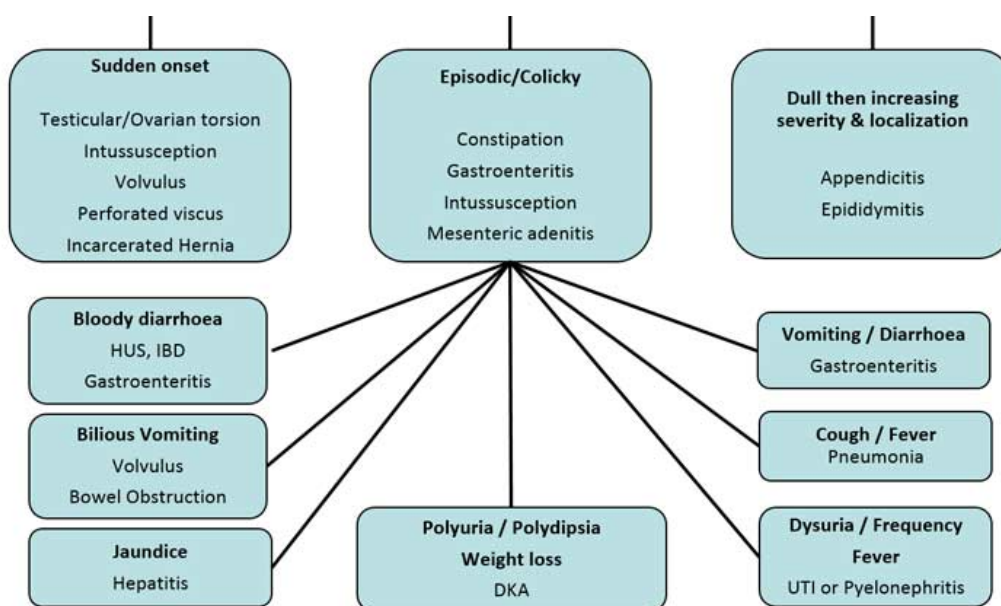 Sudden onset
Testicular/Ovarian torsion
Intussusception
Volvulus
Perforated viscus
Incarcerated Hernia
Episodic/Colicky
Constipation
Gastroenteritis
Intussusception
Mesenteric adenitis
Dull then increasing
severity & localization
Appendicitis
Epididymitis
Bloody diarrhoea
HUS, IBD
Gastroenteritis
Bilious Vomiting
Volvulus
Bowel Obstruction
Jaundice
Hepatitis
Polyuria / Polydipsia
Weight loss
DKA
Vomiting / Diarrhoea
Gastroenteritis
Cough / Fever
Pneumonia
Dysuria / Frequency
Fever
UTI or Pyelonephritis